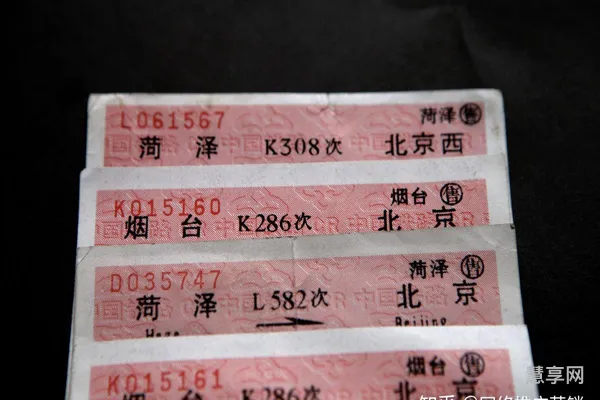 L061567 菏泽 售
菏 泽 K308次 北京西
K015160 烟台 售
烟 台 K286次 北 京
D035747 菏泽 售
菏 泽 L582次 北 京
Heze Beijing
K015161 烟台 售
烟 台 K286次 北 京
慧享网